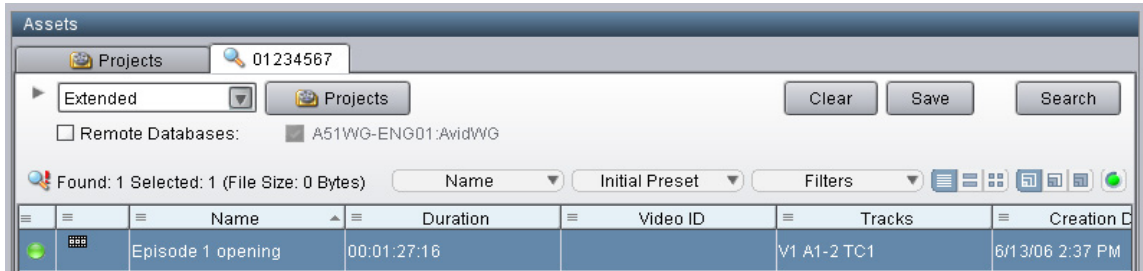 Assets
Projects 01234567
Extended Projects Clear Save Search
Remote Databases: A51WG-ENG01:AvidWG
Found: 1 Selected: 1 (File Size: 0 Bytes) Name Initial Preset Filters
Name Duration Video ID Tracks Creation D
Episode 1 opening 00:01:27:16 V1 A1-2 TC1 6/13/06 2:37 PM